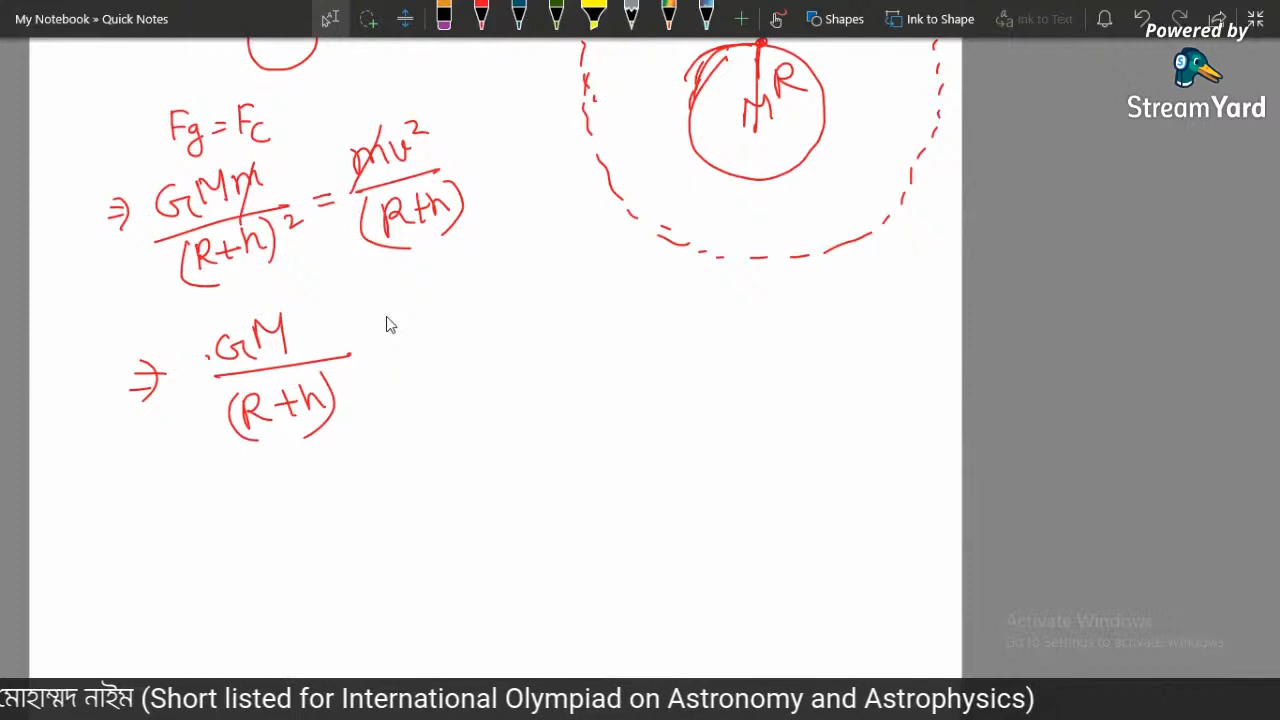 My Notebook » Quick Notes
Shapes
Ink to Shape
Ink to Text
Powered by
StreamYard
R
M
Fg = Fc
⇒ GMm/(R+h)² = mv²/(R+h)
⇒ .GM/(R+h)
Activate Windows
Go to Settings to activate Windows.
মোহাম্মদ নাইম (Short listed for International Olympiad on Astronomy and Astrophysics)